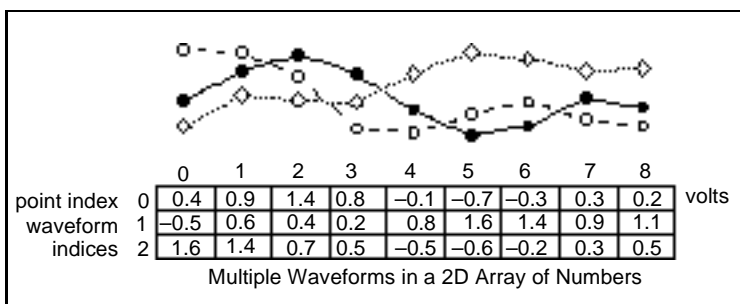 0 1 2 3 4 5 6 7 8
point index 0 0.4 0.9 1.4 0.8 –0.1 –0.7 –0.3 0.3 0.2 volts
waveform 1 –0.5 0.6 0.4 0.2 0.8 1.6 1.4 0.9 1.1
indices 2 1.6 1.4 0.7 0.5 –0.5 –0.6 –0.2 0.3 0.5
Multiple Waveforms in a 2D Array of Numbers